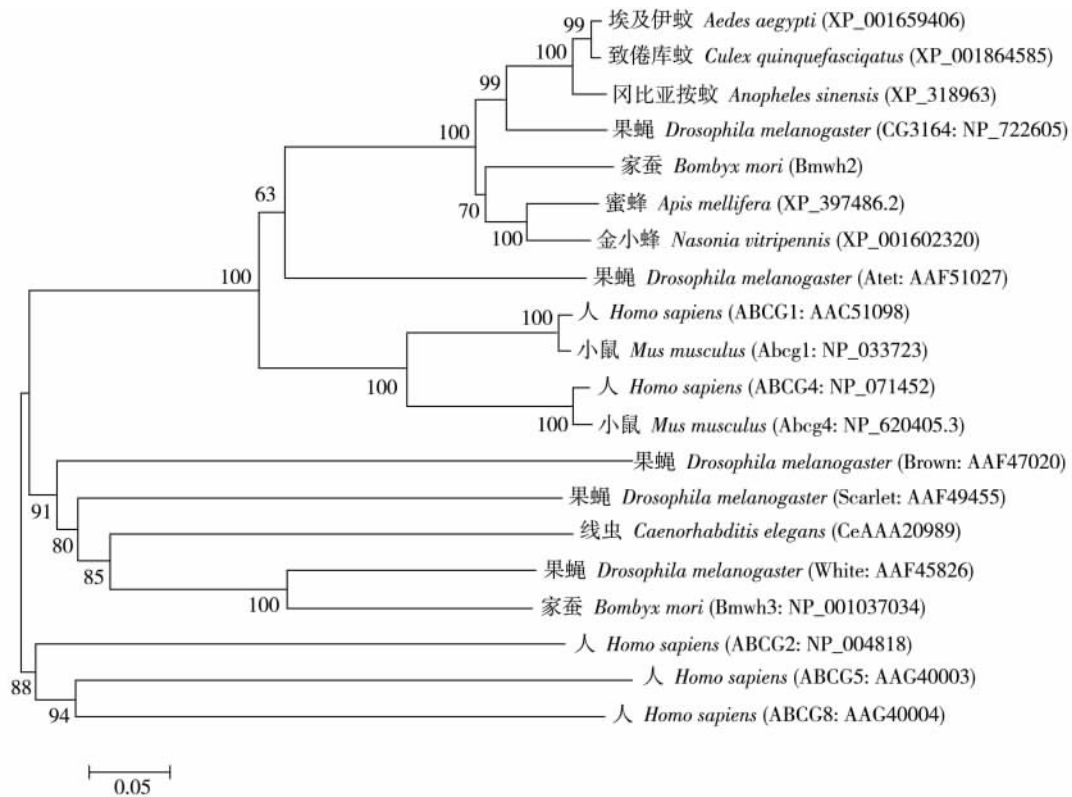 99 埃及伊蚊 Aedes aegypti (XP_001659406)
100 致倦库蚊 Culex quinquefasciqatus (XP_001864585)
99 冈比亚按蚊 Anopheles sinensis (XP_318963)
100 果蝇 Drosophila melanogaster (CG3164: NP_722605)
家蚕 Bombyx mori (Bmwh2)
63 70 蜜蜂 Apis mellifera (XP_397486.2)
100 金小蜂 Nasonia vitripennis (XP_001602320)
100 果蝇 Drosophila melanogaster (Atet: AAF51027)
100 人 Homo sapiens (ABCG1: AAC51098)
小鼠 Mus musculus (Abcg1: NP_033723)
100 人 Homo sapiens (ABCG4: NP_071452)
100 小鼠 Mus musculus (Abcg4: NP_620405.3)
果蝇 Drosophila melanogaster (Brown: AAF47020)
91 果蝇 Drosophila melanogaster (Scarlet: AAF49455)
80 线虫 Caenorhabditis elegans (CeAAA20989)
85 果蝇 Drosophila melanogaster (White: AAF45826)
100 家蚕 Bombyx mori (Bmwh3: NP_001037034)
人 Homo sapiens (ABCG2: NP_004818)
88 人 Homo sapiens (ABCG5: AAG40003)
94 人 Homo sapiens (ABCG8: AAG40004)
0.05